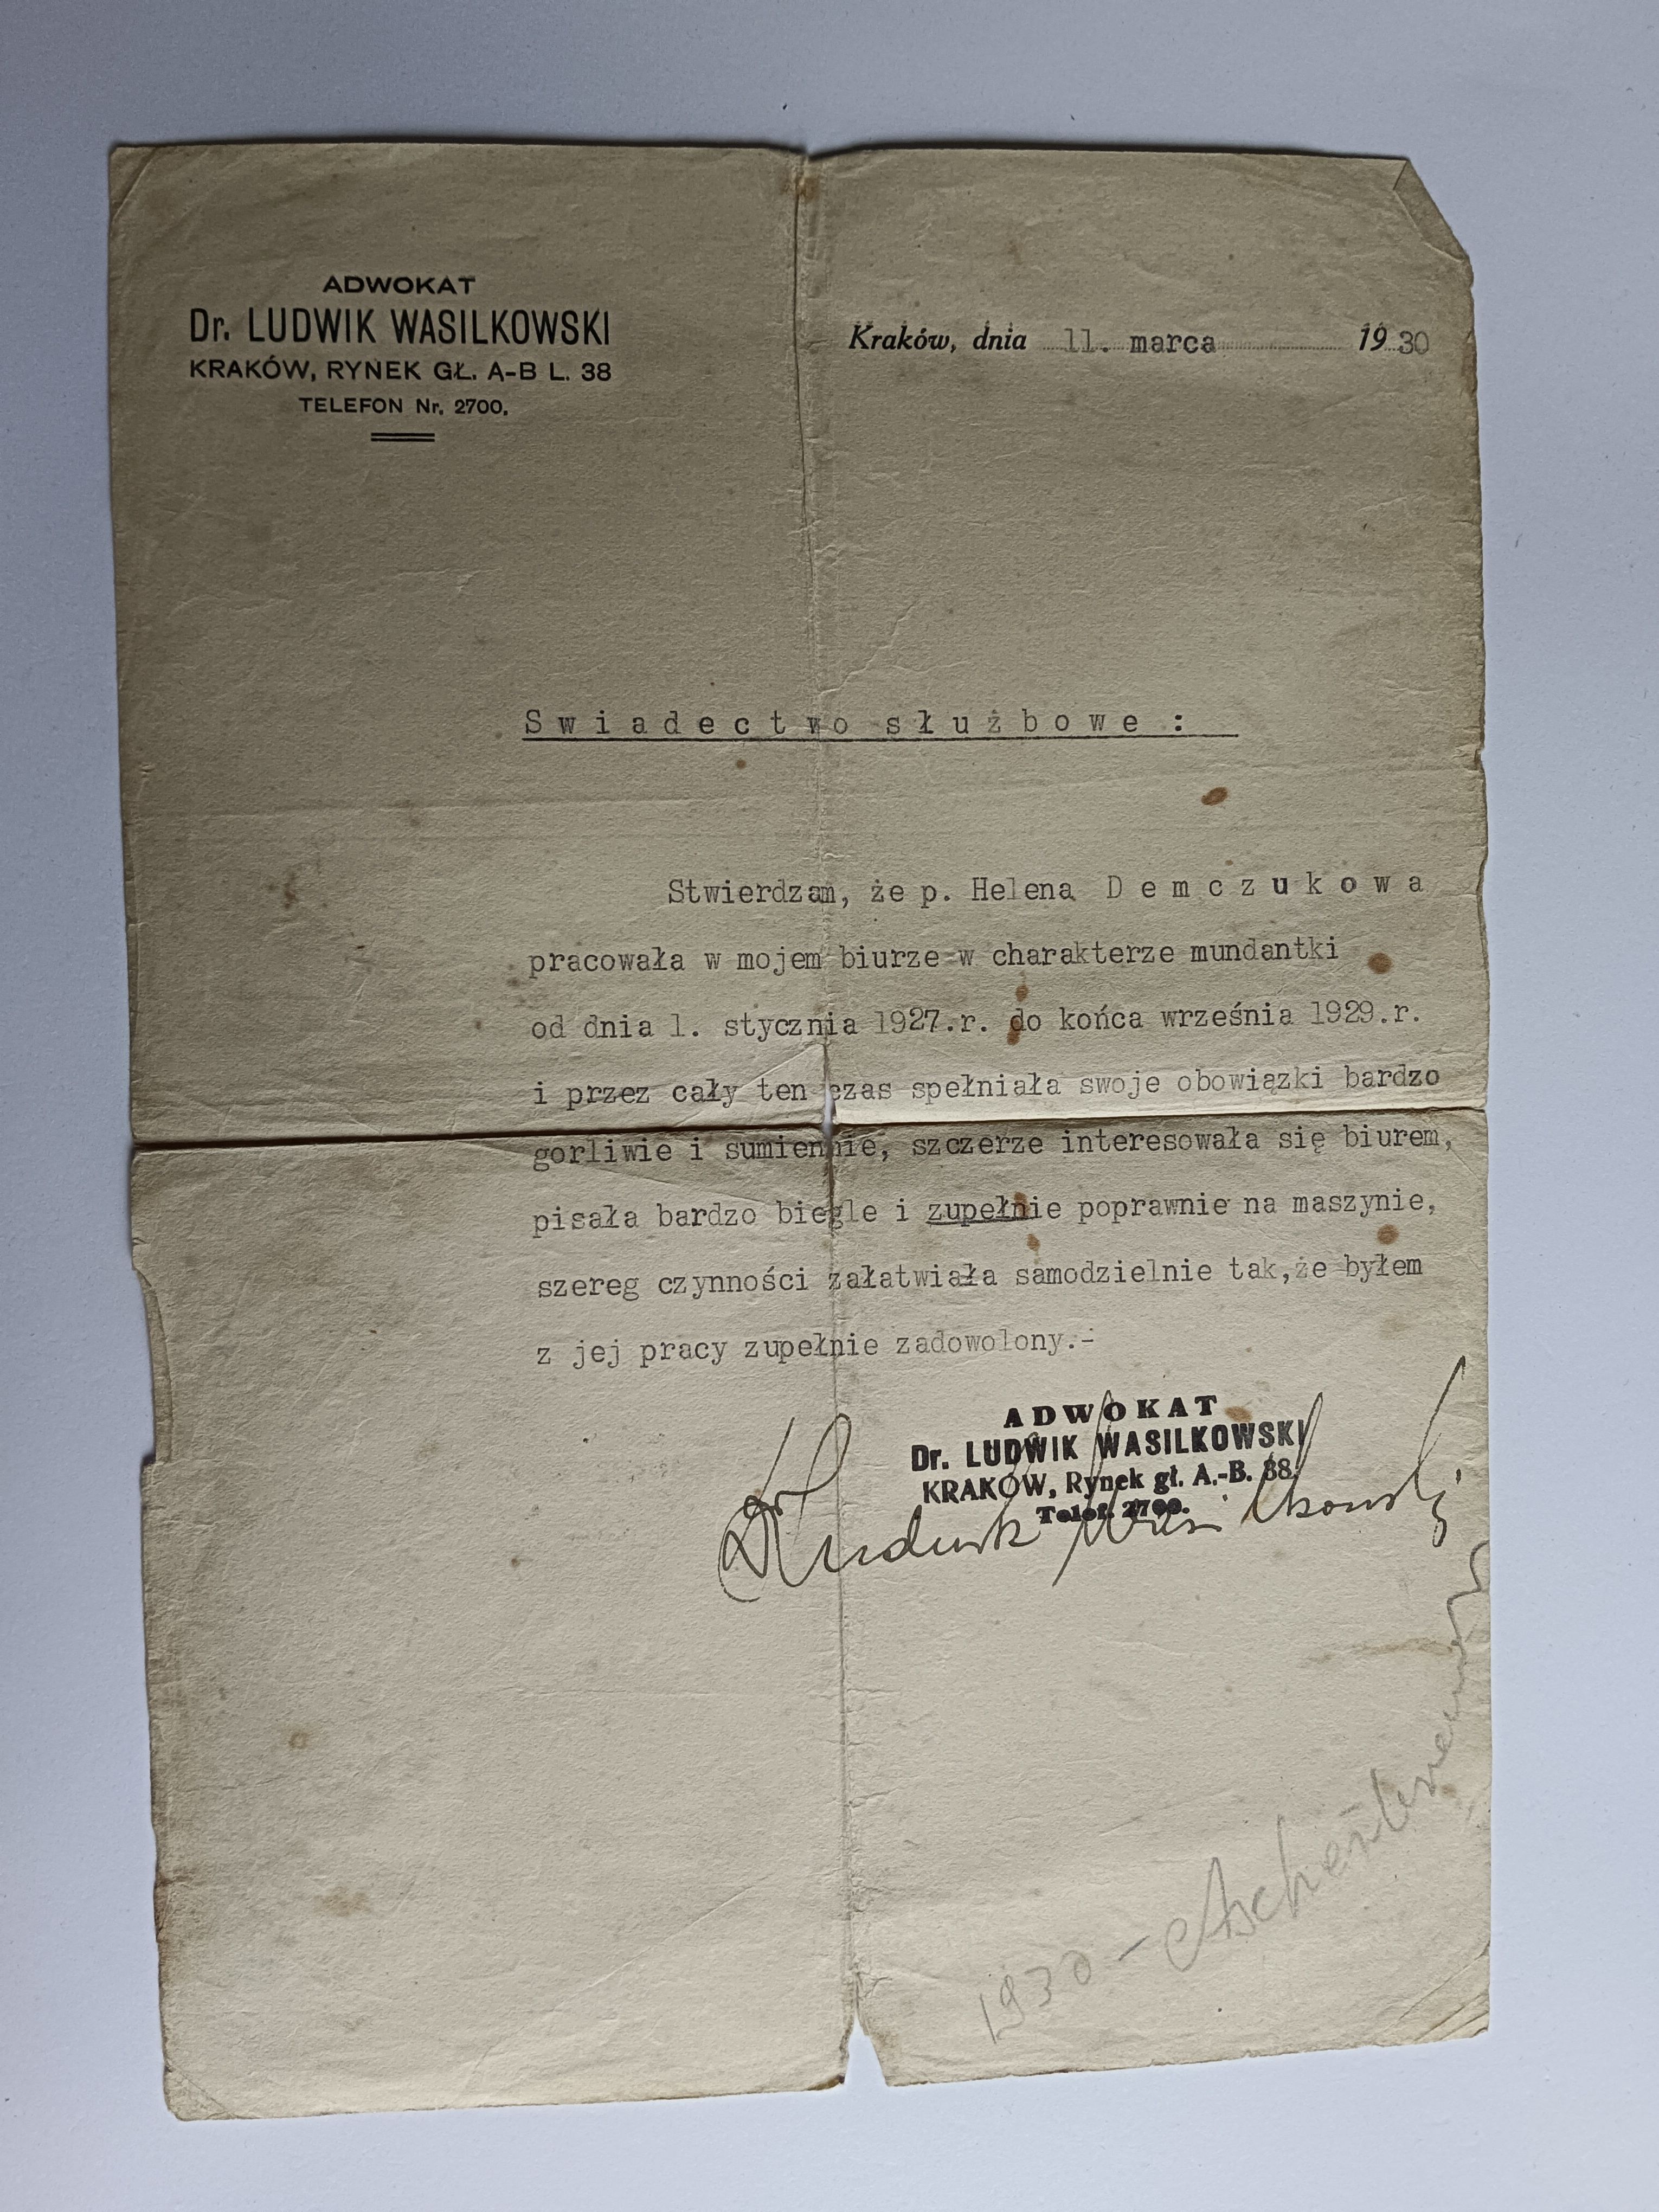 ADWOKAT
Dr. LUDWIK WASILKOWSKI
KRAKÓW, RYNEK GŁ. A-B L. 38
TELEFON Nr. 2700.
Kraków, dnia 11. marca 1930
Swiadectwo służbowe :
Stwierdzam, że p. Helena Demczukowa
pracowała w mojem biurze w charakterze mundantki
od dnia 1. stycznia 1927.r. do końca września 1929.r.
i przez cały ten czas spełniała swoje obowiązki bardzo
gorliwie i sumiennie, szczerze interesowała się biurem,
pisała bardzo biegle i zupełnie poprawnie na maszynie,
szereg czynności załatwiała samodzielnie tak,że byłem
z jej pracy zupełnie zadowolony.-
ADWOKAT
Dr. LUDWIK WASILKOWSKI
KRAKÓW, Rynek gł. A.-B. 38.
Telef. 2700.
Dr Ludwik Wasilkowski
1930 -